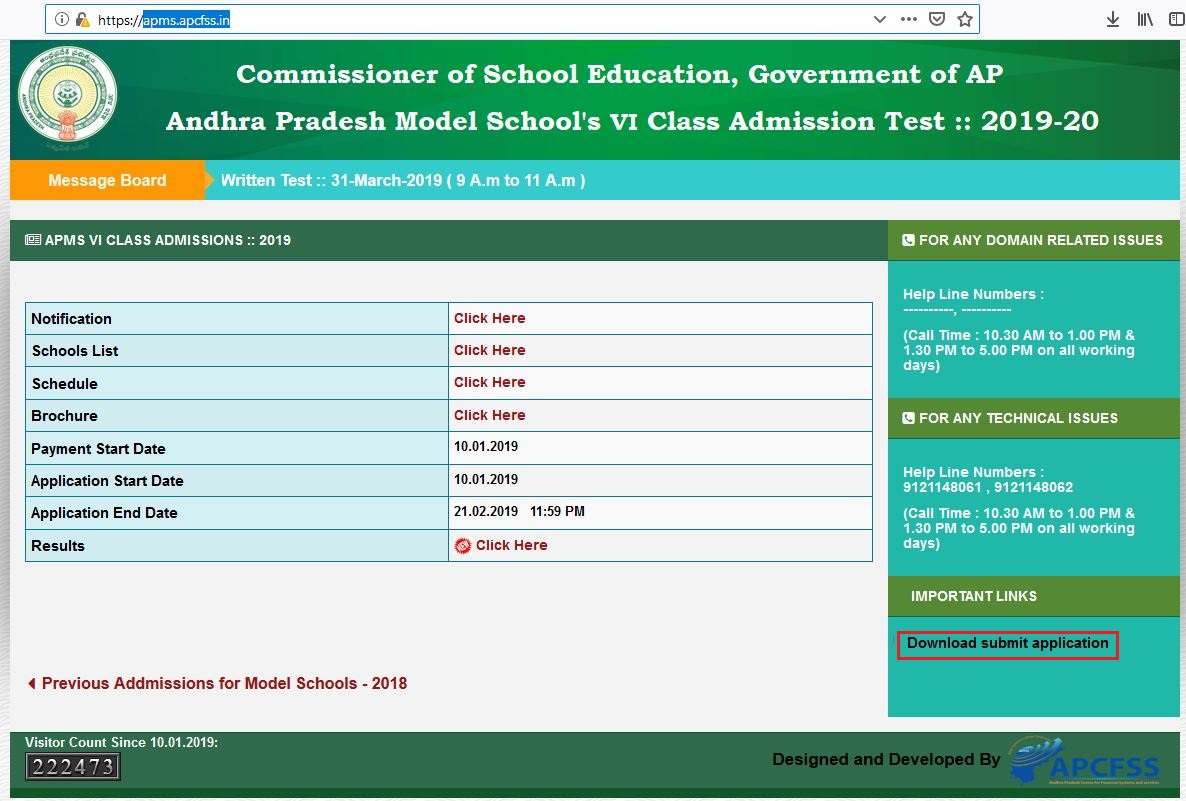 https://apms.apcfss.in
Commissioner of School Education, Government of AP
Andhra Pradesh Model School's VI Class Admission Test :: 2019-20
Message Board
Written Test :: 31-March-2019 ( 9 A.m to 11 A.m )
APMS VI CLASS ADMISSIONS :: 2019
Notification Click Here
Schools List Click Here
Schedule Click Here
Brochure Click Here
Payment Start Date 10.01.2019
Application Start Date 10.01.2019
Application End Date 21.02.2019 11:59 PM
Results Click Here
Previous Addmissions for Model Schools - 2018
FOR ANY DOMAIN RELATED ISSUES
Help Line Numbers :
----------, ----------
(Call Time : 10.30 AM to 1.00 PM &
1.30 PM to 5.00 PM on all working
days)
FOR ANY TECHNICAL ISSUES
Help Line Numbers :
9121148061 , 9121148062
(Call Time : 10.30 AM to 1.00 PM &
1.30 PM to 5.00 PM on all working
days)
IMPORTANT LINKS
Download submit application
Visitor Count Since 10.01.2019:
222473
Designed and Developed By
APCFSS
Andhra Pradesh Centre for Financial Systems and services